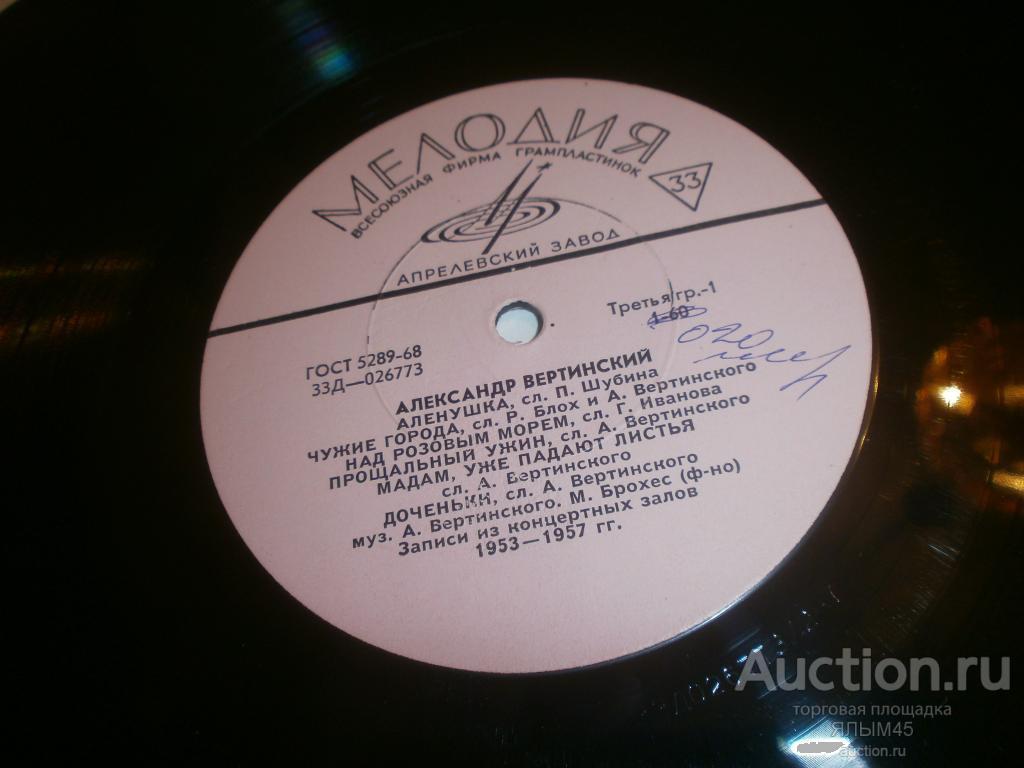 МЕЛОДИЯ
ВСЕСОЮЗНАЯ ФИРМА ГРАМПЛАСТИНОК
33
АПРЕЛЕВСКИЙ ЗАВОД
Третья гр.-1
1-60
ГОСТ 5289-68
33Д—026773
АЛЕКСАНДР ВЕРТИНСКИЙ
АЛЕНУШКА, сл. П. Шубина
ЧУЖИЕ ГОРОДА, сл. Р. Блох и А. Вертинского
НАД РОЗОВЫМ МОРЕМ, сл. Г. Иванова
ПРОЩАЛЬНЫЙ УЖИН, сл. А. Вертинского
МАДАМ, УЖЕ ПАДАЮТ ЛИСТЬЯ
сл. А. Вертинского
ДОЧЕНЬКИ, сл. А. Вертинского
муз. А. Вертинского. М. Брохес (ф-но)
Записи из концертных залов
1953—1957 гг.
Auction.ru
торговая площадка
ЯЛЫМ45
auction.ru